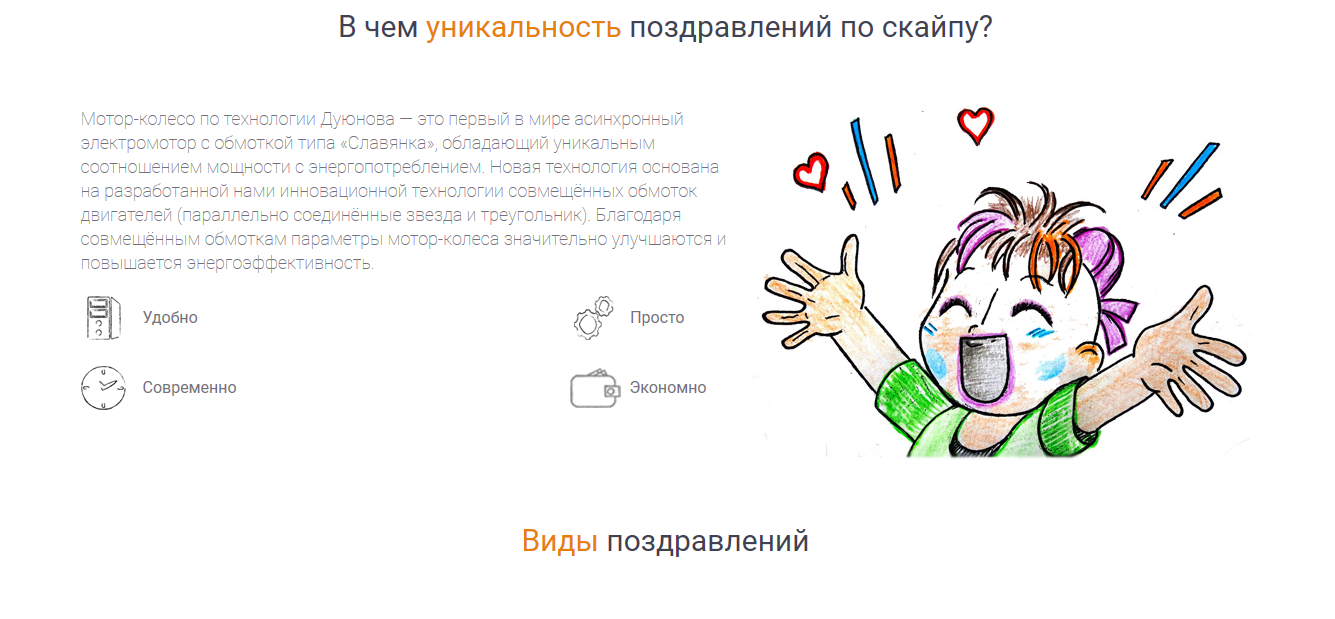 В чем уникальность поздравлений по скайпу?
Мотор-колесо по технологии Дуюнова — это первый в мире асинхронный
электромотор с обмоткой типа «Славянка», обладающий уникальным
соотношением мощности с энергопотреблением. Новая технология основана
на разработанной нами инновационной технологии совмещённых обмоток
двигателей (параллельно соединённые звезда и треугольник). Благодаря
совмещённым обмоткам параметры мотор-колеса значительно улучшаются и
повышается энергоэффективность.
Удобно
Просто
Современно
Экономно
Виды поздравлений